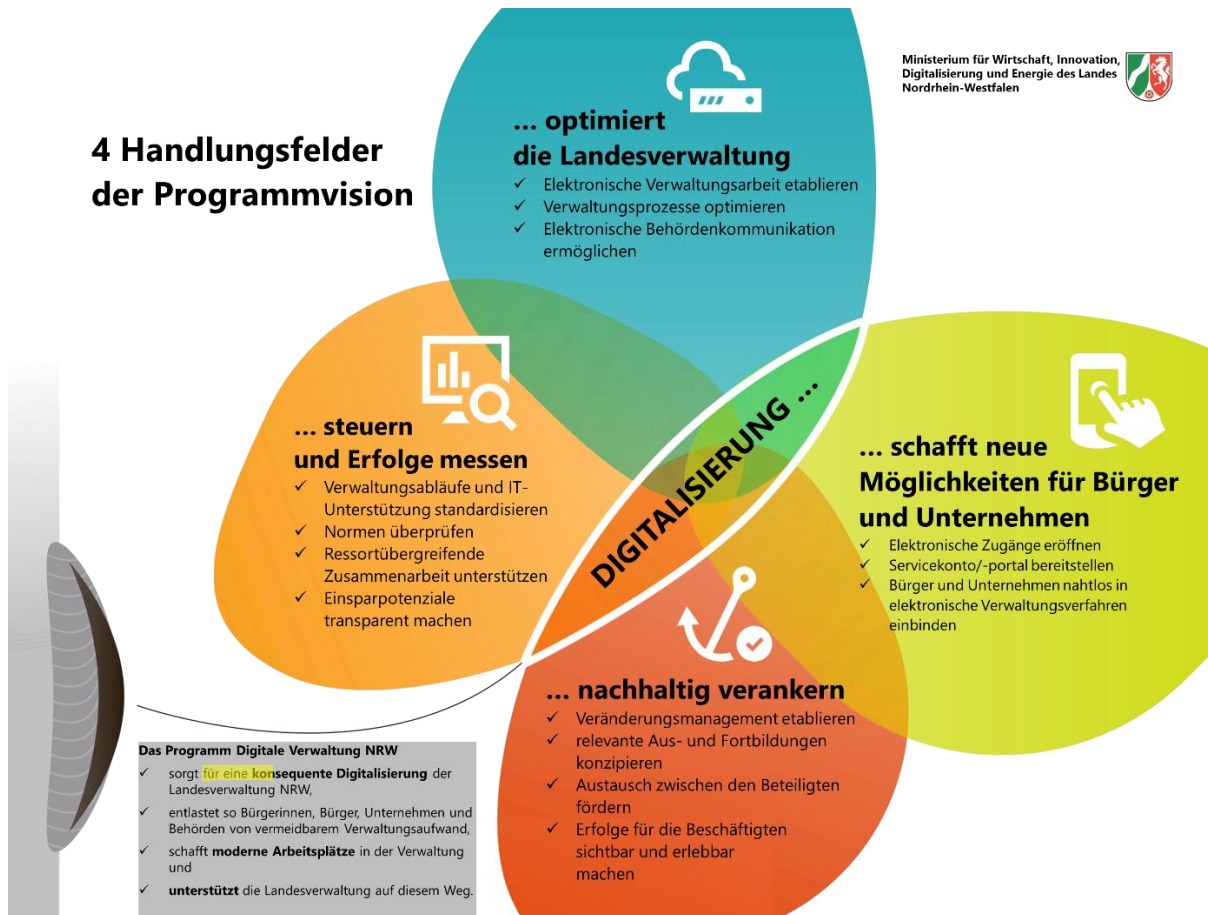 Ministerium für Wirtschaft, Innovation,
Digitalisierung und Energie des Landes
Nordrhein-Westfalen
4 Handlungsfelder
der Programmvision
... optimiert
die Landesverwaltung
✓ Elektronische Verwaltungsarbeit etablieren
✓ Verwaltungsprozesse optimieren
✓ Elektronische Behördenkommunikation
ermöglichen
... steuern
und Erfolge messen
✓ Verwaltungsabläufe und IT-
Unterstützung standardisieren
✓ Normen überprüfen
✓ Ressortübergreifende
Zusammenarbeit unterstützen
✓ Einsparpotenziale
transparent machen
DIGITALISIERUNG ...
... schafft neue
Möglichkeiten für Bürger
und Unternehmen
✓ Elektronische Zugänge eröffnen
✓ Servicekonto/-portal bereitstellen
✓ Bürger und Unternehmen nahtlos in
elektronische Verwaltungsverfahren
einbinden
... nachhaltig verankern
✓ Veränderungsmanagement etablieren
✓ relevante Aus- und Fortbildungen
konzipieren
✓ Austausch zwischen den Beteiligten
fördern
✓ Erfolge für die Beschäftigten
sichtbar und erlebbar
machen
Das Programm Digitale Verwaltung NRW
✓ sorgt für eine konsequente Digitalisierung der
Landesverwaltung NRW,
✓ entlastet so Bürgerinnen, Bürger, Unternehmen und
Behörden von vermeidbarem Verwaltungsaufwand,
✓ schafft moderne Arbeitsplätze in der Verwaltung
und
✓ unterstützt die Landesverwaltung auf diesem Weg.